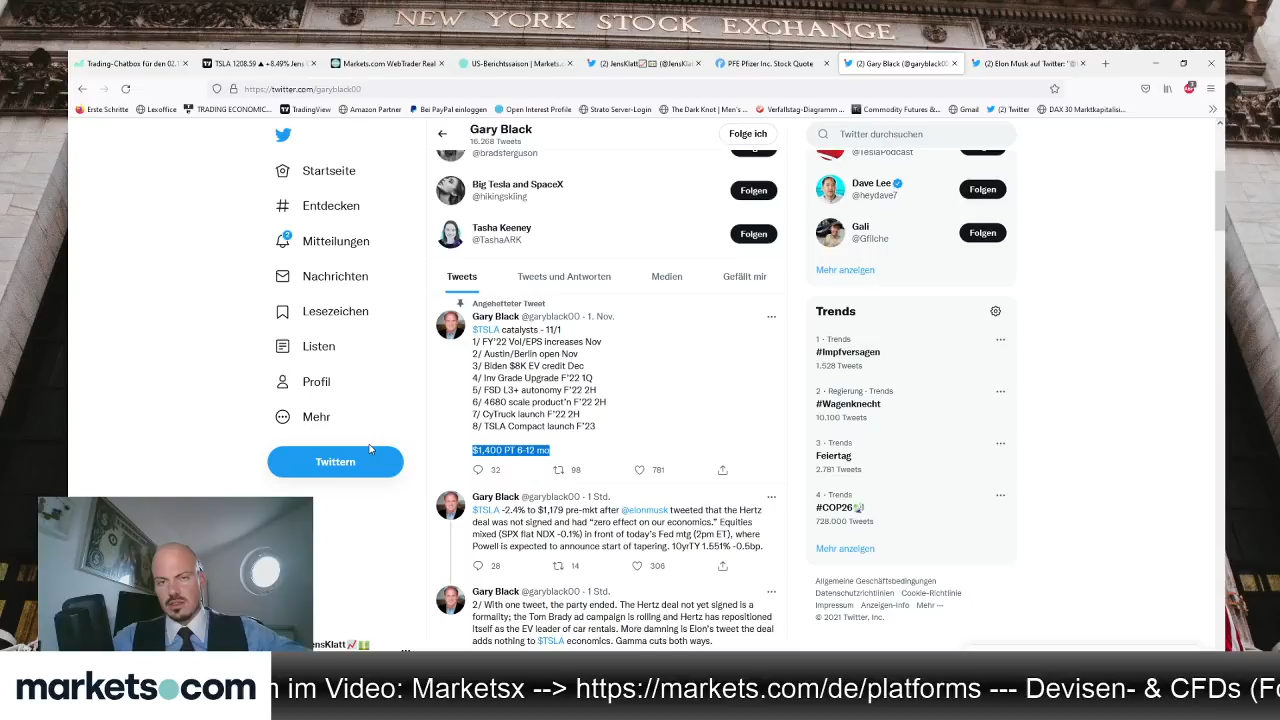 NEW YORK STOCK EXCHANGE
Trading-Chatbox für den 02.1
TSLA 1208.59 ▲ +8.49% Jens
Markets.com WebTrader Real
US-Berichtssaison | Markets.
(2) JensKlatt📈💵 (@JensKlat
PFE Pfizer Inc. Stock Quote
(2) Gary Black (@garyblack00
(2) Elon Musk auf Twitter: "@
https://twitter.com/garyblack00
Erste Schritte
Lexoffice
TRADING ECONOMIC...
TradingView
Amazon Partner
Bei PayPal einloggen
Open Interest Profile
Strato Server-Login
The Dark Knot | Men's ...
Verfallstag-Diagramm ...
Commodity Futures &...
Gmail
(2) Twitter
DAX 30 Marktkapitalisi...
Startseite
Entdecken
2
Mitteilungen
Nachrichten
Lesezeichen
Listen
Profil
Mehr
Twittern
JensKlatt📈💵
Gary Black
16.268 Tweets
Folge ich
@bradsferguson
Big Tesla and SpaceX
@hikingskiing
Folgen
Tasha Keeney
@TashaARK
Folgen
Tweets
Tweets und Antworten
Medien
Gefällt mir
Angehefteter Tweet
Gary Black @garyblack00 · 1. Nov.
$TSLA catalysts - 11/1
1/ FY'22 Vol/EPS increases Nov
2/ Austin/Berlin open Nov
3/ Biden $8K EV credit Dec
4/ Inv Grade Upgrade F'22 1Q
5/ FSD L3+ autonomy F'22 2H
6/ 4680 scale product'n F'22 2H
7/ CyTruck launch F'22 2H
8/ TSLA Compact launch F'23
$1,400 PT 6-12 mo
32
98
781
Gary Black @garyblack00 · 1 Std.
$TSLA -2.4% to $1,179 pre-mkt after @elonmusk tweeted that the Hertz
deal was not signed and had “zero effect on our economics.” Equities
mixed (SPX flat NDX -0.1%) in front of today's Fed mtg (2pm ET), where
Powell is expected to announce start of tapering. 10yrTY 1.551% -0.5bp.
28
14
306
Gary Black @garyblack00 · 1 Std.
2/ With one tweet, the party ended. The Hertz deal not yet signed is a
formality; the Tom Brady ad campaign is rolling and Hertz has repositioned
itself as the EV leader of car rentals. More damning is Elon's tweet the deal
adds nothing to $TSLA economics. Gamma cuts both ways.
Twitter durchsuchen
@TeslaPodcast
Dave Lee
@heydave7
Folgen
Gali
@Gfilche
Folgen
Mehr anzeigen
Trends
1 · Trends
#Impfversagen
1.528 Tweets
2 · Regierung · Trends
#Wagenknecht
10.100 Tweets
3 · Trends
Feiertag
2.781 Tweets
4 · Trends
#COP26
728.000 Tweets
Mehr anzeigen
Allgemeine Geschäftsbedingungen
Datenschutzrichtlinien Cookie-Richtlinie
Impressum Anzeigen-Info Mehr ···
© 2021 Twitter, Inc.
markets.com
n im Video: Marketsx --> https://markets.com/de/platforms --- Devisen- & CFDs (Fo